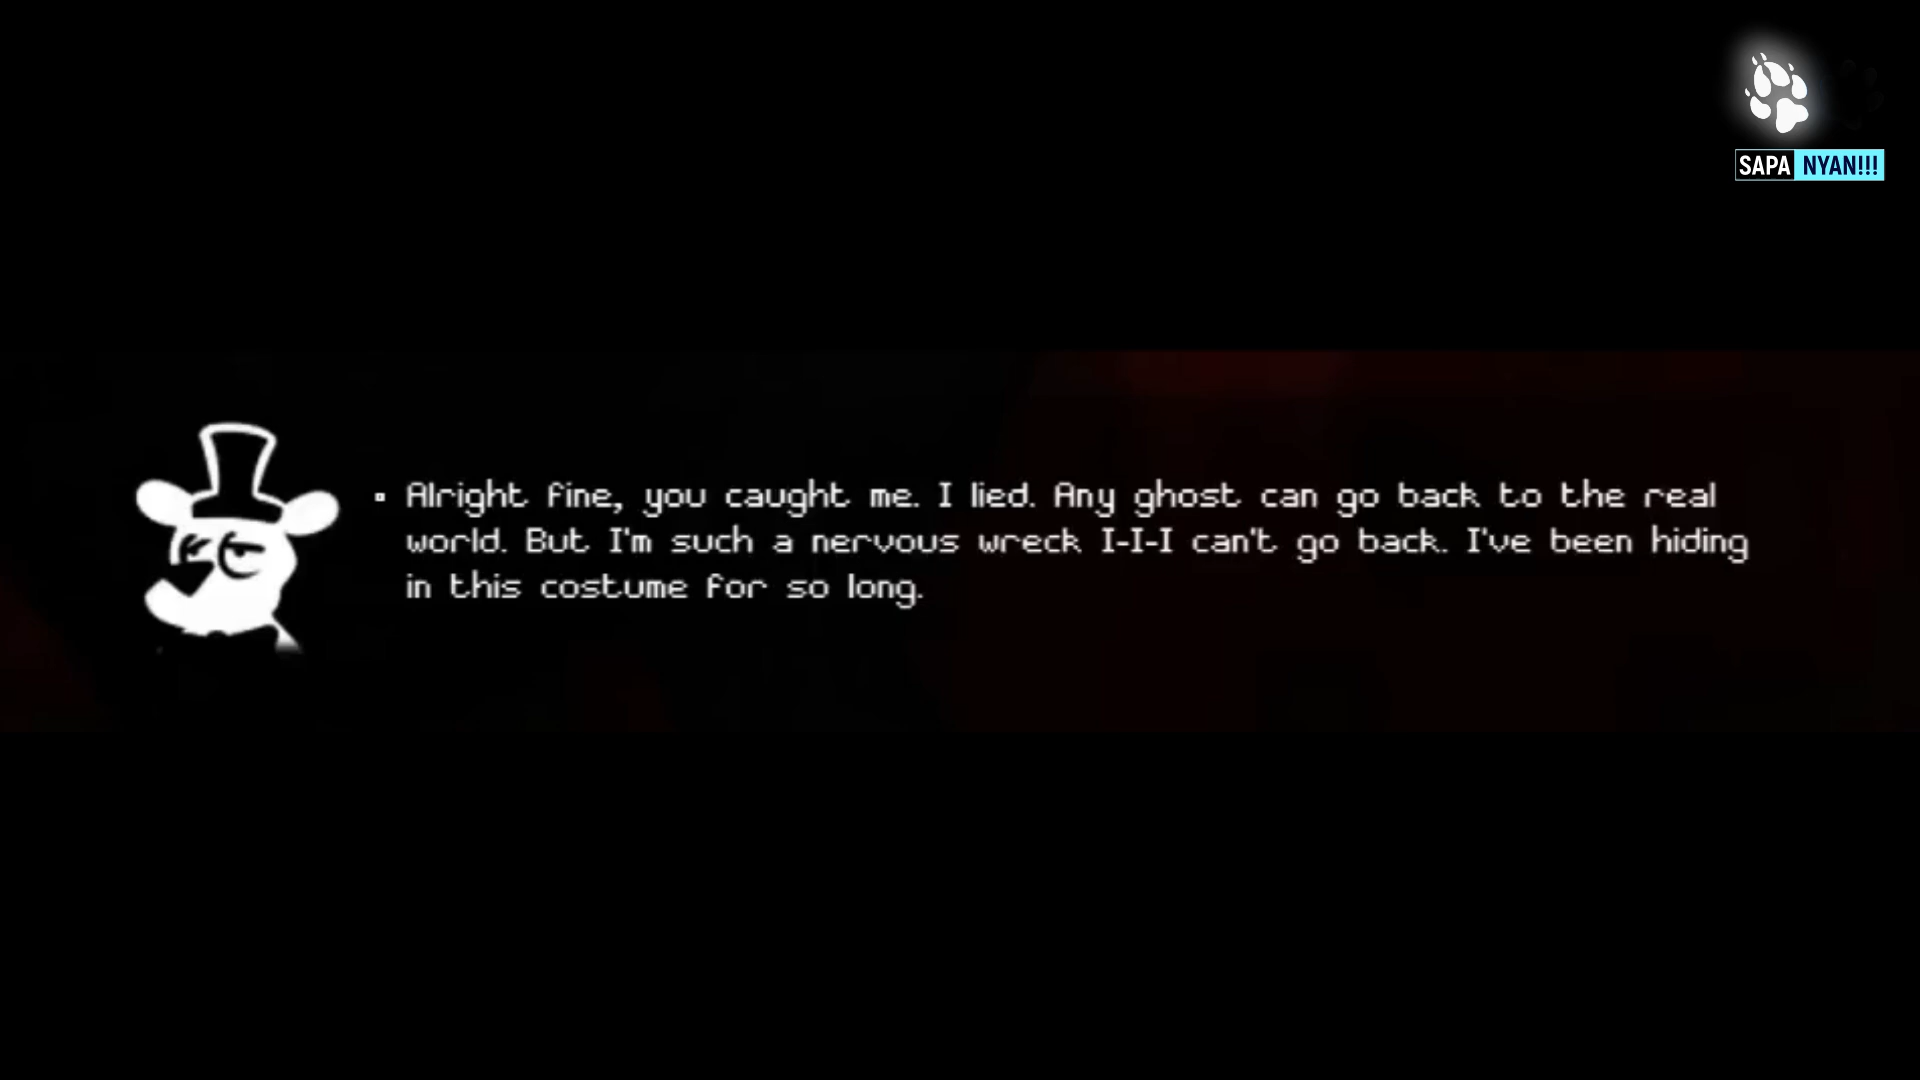 SAPA NYAN!!!
▪ Alright fine, you caught me. I lied. Any ghost can go back to the real
world. But I'm such a nervous wreck I-I-I can't go back. I've been hiding
in this costume for so long.